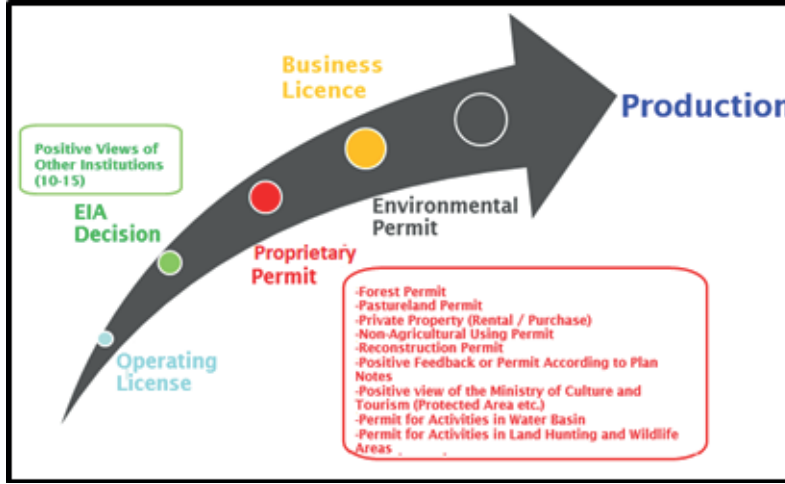 Business
Licence
Production
Positive Views of
Other Institutions
(10-15)
EIA
Decision
Environmental
Permit
Proprietary
Permit
Operating
License
-Forest Permit
-Pastureland Permit
-Private Property (Rental / Purchase)
-Non-Agricultural Using Permit
-Reconstruction Permit
-Positive Feedback or Permit According to Plan
Notes
-Positive view of the Ministry of Culture and
Tourism (Protected Area etc.)
-Permit for Activities in Water Basin
-Permit for Activities in Land Hunting and Wildlife
Areas